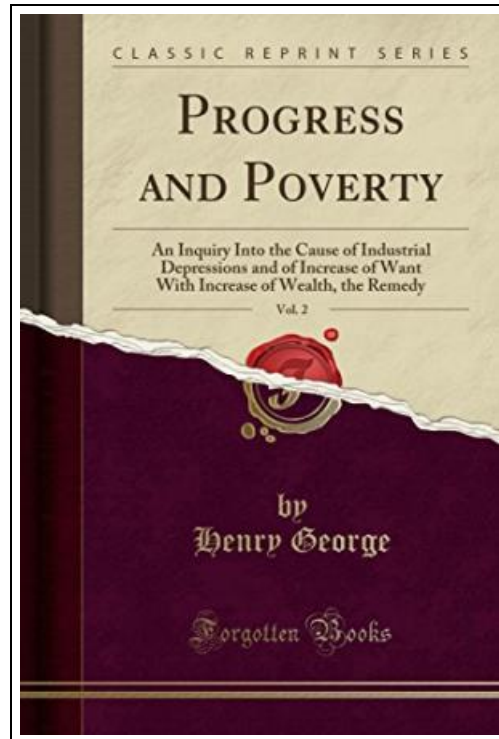 CLASSIC REPRINT SERIES
PROGRESS
AND POVERTY
An Inquiry Into the Cause of Industrial
Depressions and of Increase of Want
With Increase of Wealth, the Remedy
Vol. 2
by
Henry George
Forgotten Books